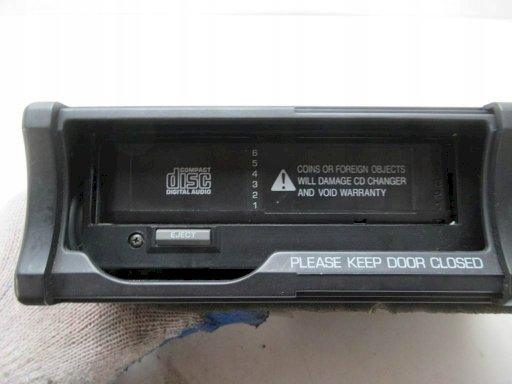 COMPACT
disc
DIGITAL AUDIO
6
5
4
3
2
1
COINS OR FOREIGN OBJECTS
WILL DAMAGE CD CHANGER
AND VOID WARRANTY
EJECT
PLEASE KEEP DOOR CLOSED